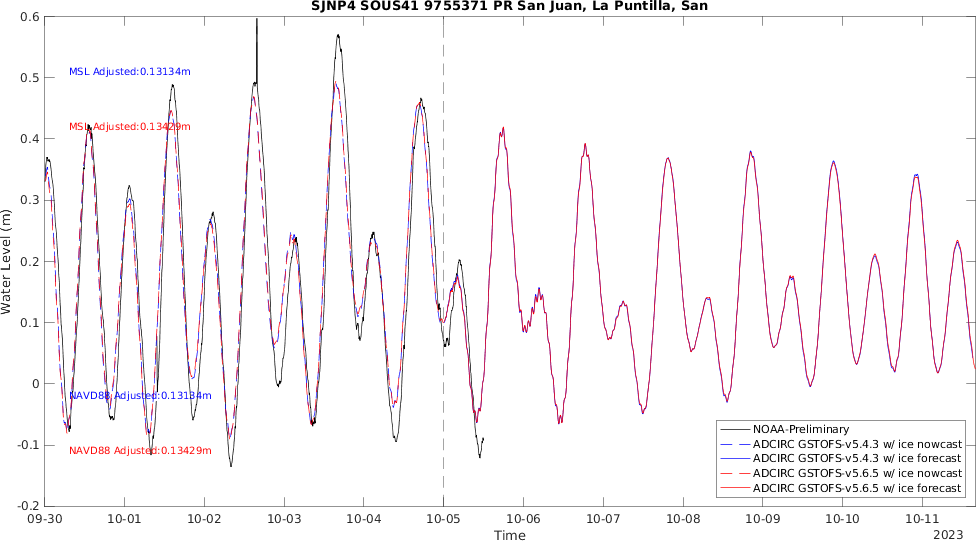 SJNP4 SOUS41 9755371 PR San Juan, La Puntilla, San
0.6
0.5
0.4
0.3
0.2
0.1
0
-0.1
-0.2
Water Level (m)
MSL Adjusted:0.13134m
MSL Adjusted:0.13429m
NAVD88 Adjusted:0.13134m
NAVD88 Adjusted:0.13429m
NOAA-Preliminary
ADCIRC GSTOFS-v5.4.3 w/ ice nowcast
ADCIRC GSTOFS-v5.4.3 w/ ice forecast
ADCIRC GSTOFS-v5.6.5 w/ ice nowcast
ADCIRC GSTOFS-v5.6.5 w/ ice forecast
09-30 10-01 10-02 10-03 10-04 10-05 10-06 10-07 10-08 10-09 10-10 10-11
Time
2023